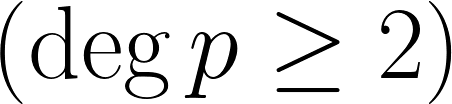 (deg p ≥ 2)